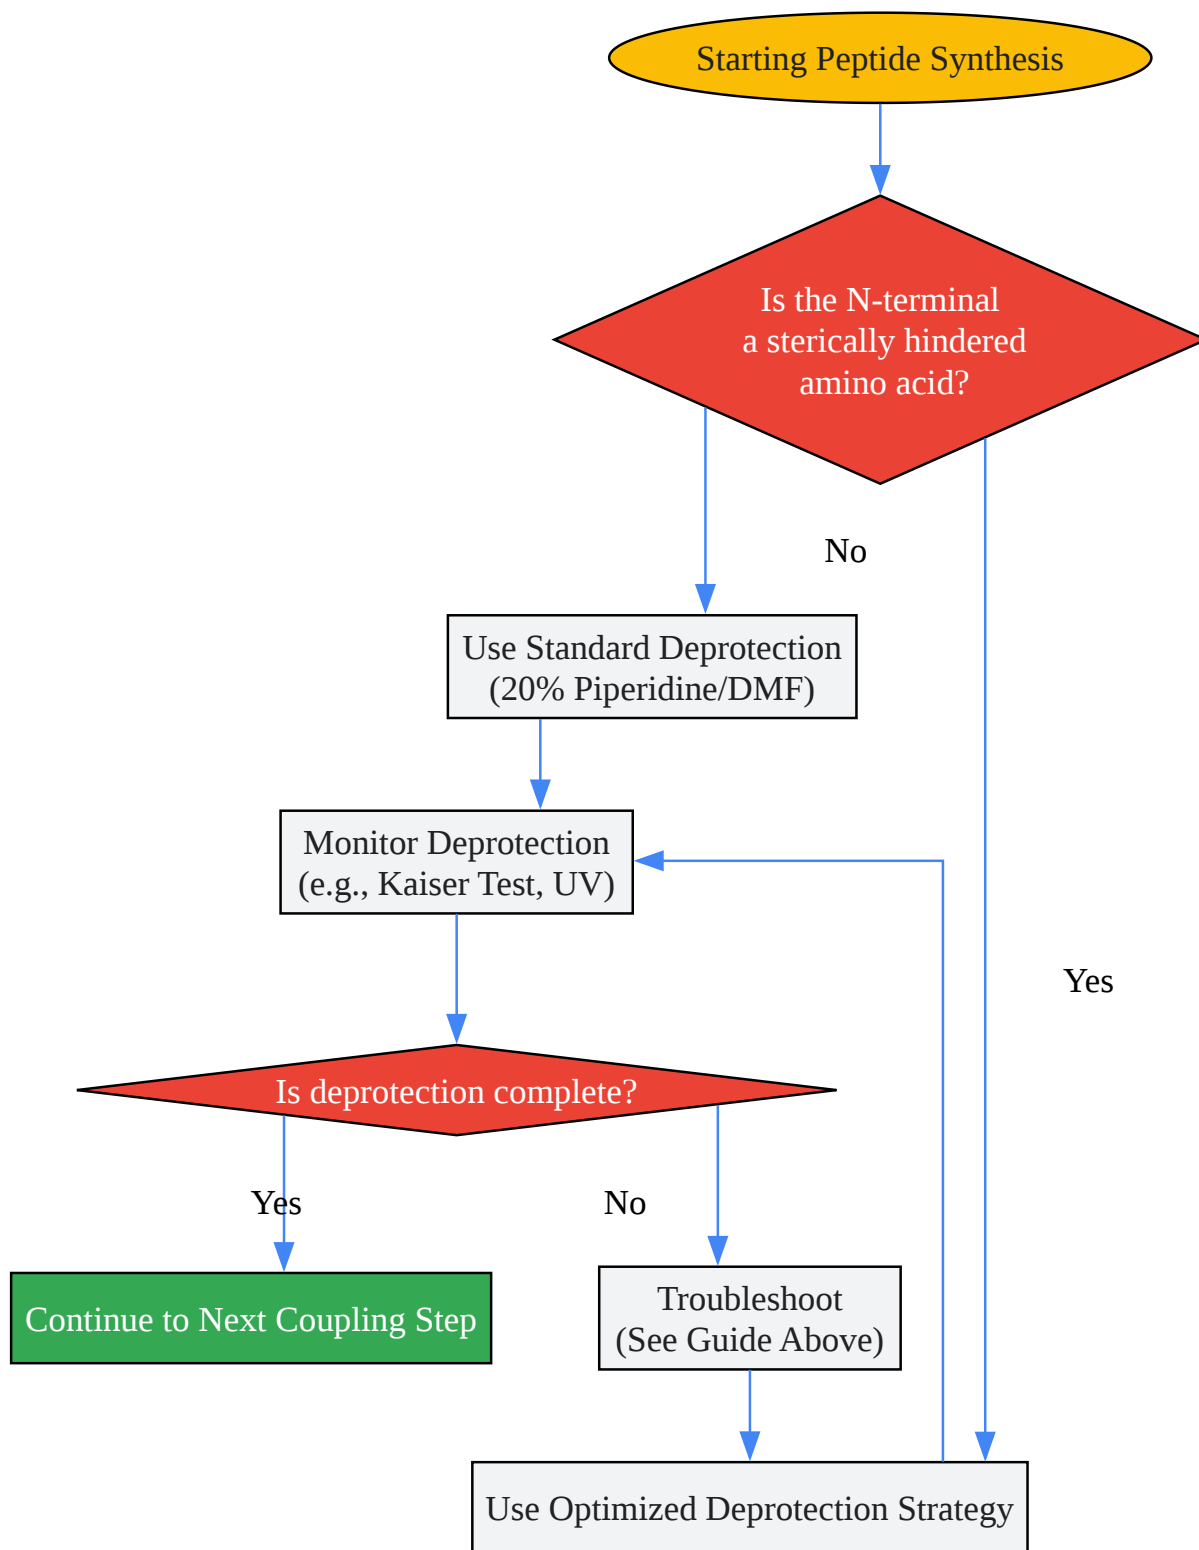 Starting Peptide Synthesis
Is the N-terminal
a sterically hindered
amino acid?
No
Use Standard Deprotection
(20% Piperidine/DMF)
Monitor Deprotection
(e.g., Kaiser Test, UV)
Yes
Is deprotection complete?
Yes
No
Continue to Next Coupling Step
Troubleshoot
(See Guide Above)
Use Optimized Deprotection Strategy